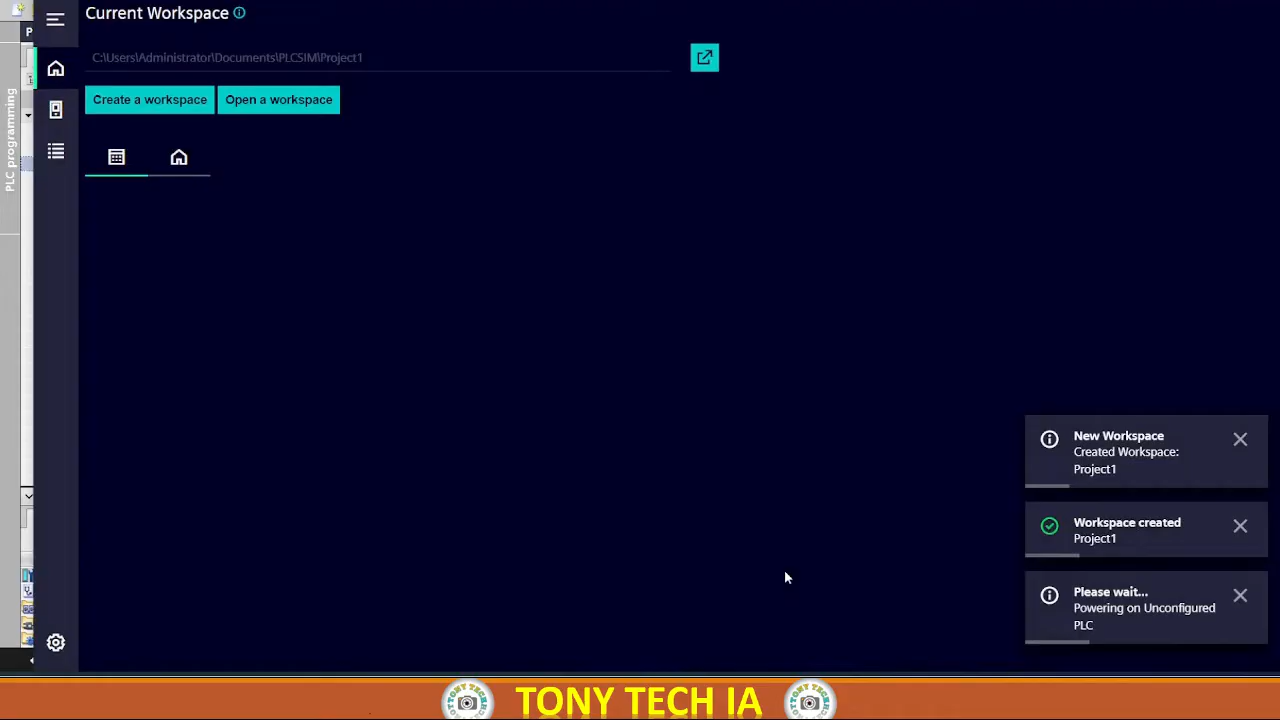 Current Workspace
P
C:\Users\Administrator\Documents\PLCSIM\Project1
Create a workspace
Open a workspace
PLC programming
New Workspace
Created Workspace:
Project1
Workspace created
Project1
Please wait...
Powering on Unconfigured
PLC
TONY TECH IA